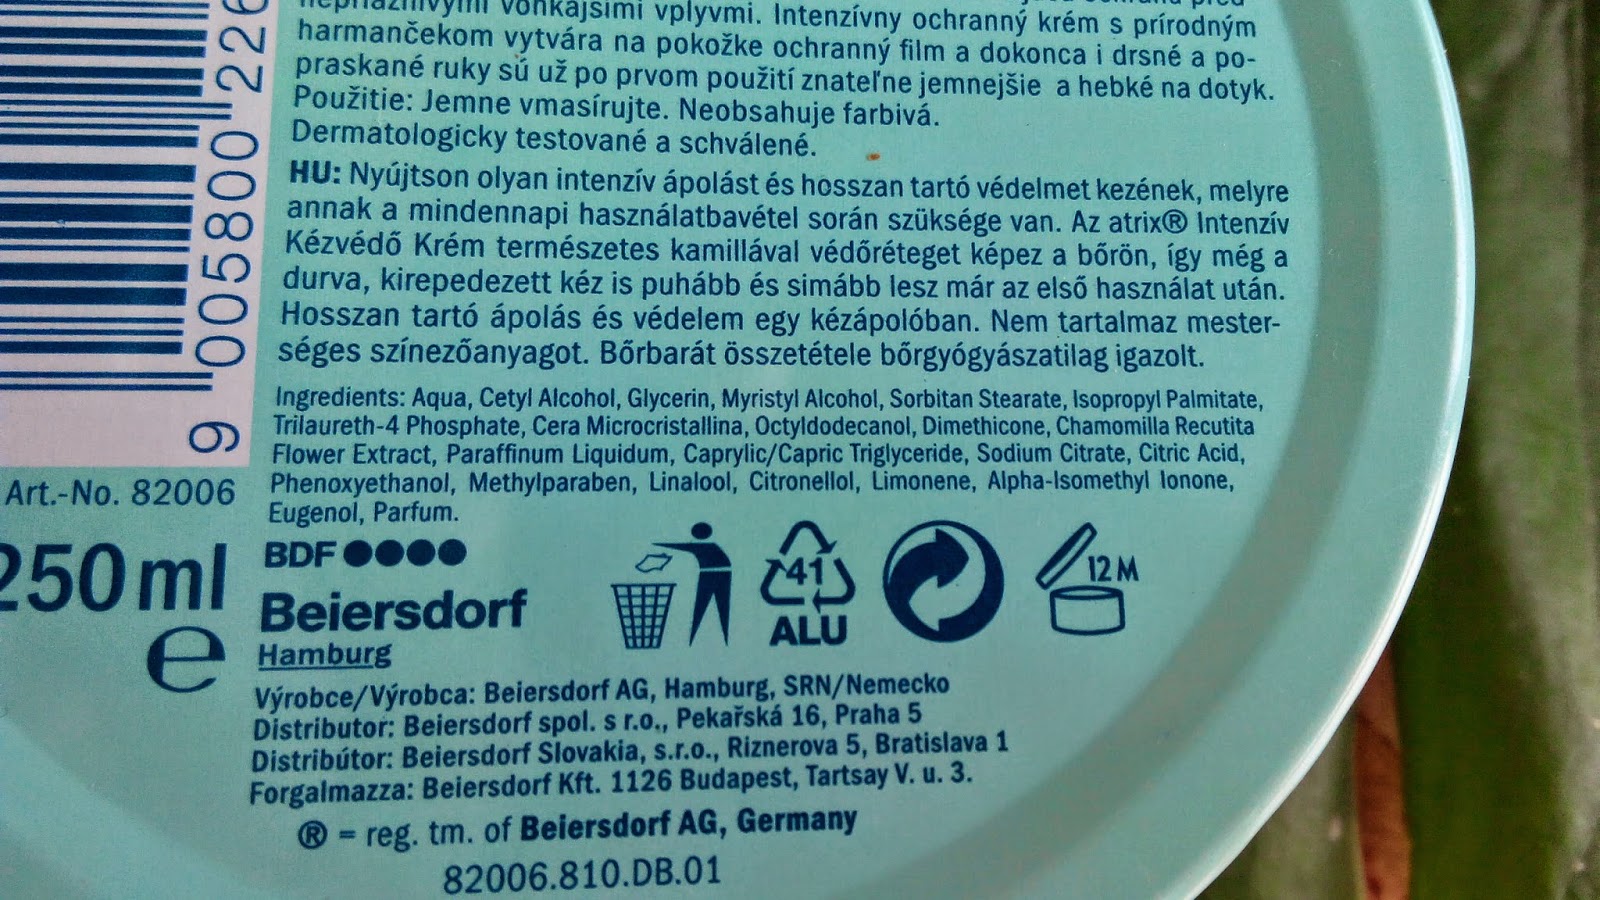 nepriaznivými vonkajšími vplyvmi. Intenzívny ochranný krém s prírodným
harmančekom vytvára na pokožke ochranný film a dokonca i drsné a po-
praskané ruky sú už po prvom použití znateľne jemnejšie a hebké na dotyk.
Použitie: Jemne vmasírujte. Neobsahuje farbivá.
Dermatologicky testované a schválené.
HU: Nyújtson olyan intenzív ápolást és hosszan tartó védelmet kezének, melyre
annak a mindennapi használatbavétel során szüksége van. Az atrix® Intenzív
Kézvédő Krém természetes kamillával védőréteget képez a bőrön, így még a
durva, kirepedezett kéz is puhább és simább lesz már az első használat után.
Hosszan tartó ápolás és védelem egy kézápolóban. Nem tartalmaz mester-
séges színezőanyagot. Bőrbarát összetétele bőrgyógyászatilag igazolt.
Ingredients: Aqua, Cetyl Alcohol, Glycerin, Myristyl Alcohol, Sorbitan Stearate, Isopropyl Palmitate,
Trilaureth-4 Phosphate, Cera Microcristallina, Octyldodecanol, Dimethicone, Chamomilla Recutita
Flower Extract, Paraffinum Liquidum, Caprylic/Capric Triglyceride, Sodium Citrate, Citric Acid,
Phenoxyethanol, Methylparaben, Linalool, Citronellol, Limonene, Alpha-Isomethyl Ionone,
Eugenol, Parfum.
9 005800 226
Art.-No. 82006
250 ml
e
BDF●●●●
Beiersdorf
Hamburg
41
ALU
12 M
Výrobce/Výrobca: Beiersdorf AG, Hamburg, SRN/Nemecko
Distributor: Beiersdorf spol. s r.o., Pekařská 16, Praha 5
Distribútor: Beiersdorf Slovakia, s.r.o., Riznerova 5, Bratislava 1
Forgalmazza: Beiersdorf Kft. 1126 Budapest, Tartsay V. u. 3.
® = reg. tm. of Beiersdorf AG, Germany
82006.810.DB.01